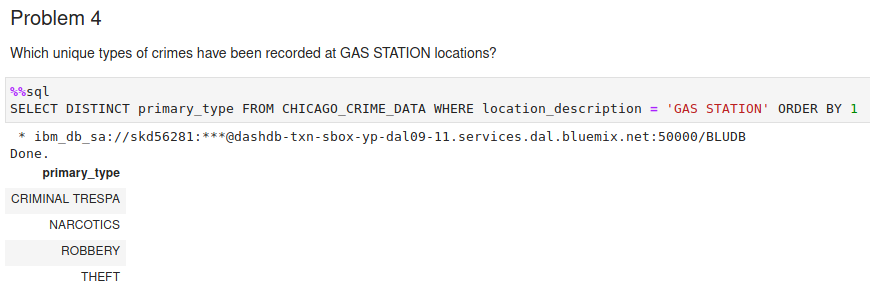 Problem 4
Which unique types of crimes have been recorded at GAS STATION locations?
%%sql
SELECT DISTINCT primary_type FROM CHICAGO_CRIME_DATA WHERE location_description = 'GAS STATION' ORDER BY 1
* ibm_db_sa://skd56281:***@dashdb-txn-sbox-yp-dal09-11.services.dal.bluemix.net:50000/BLUDB
Done.
primary_type
CRIMINAL TRESPA
NARCOTICS
ROBBERY
THEFT